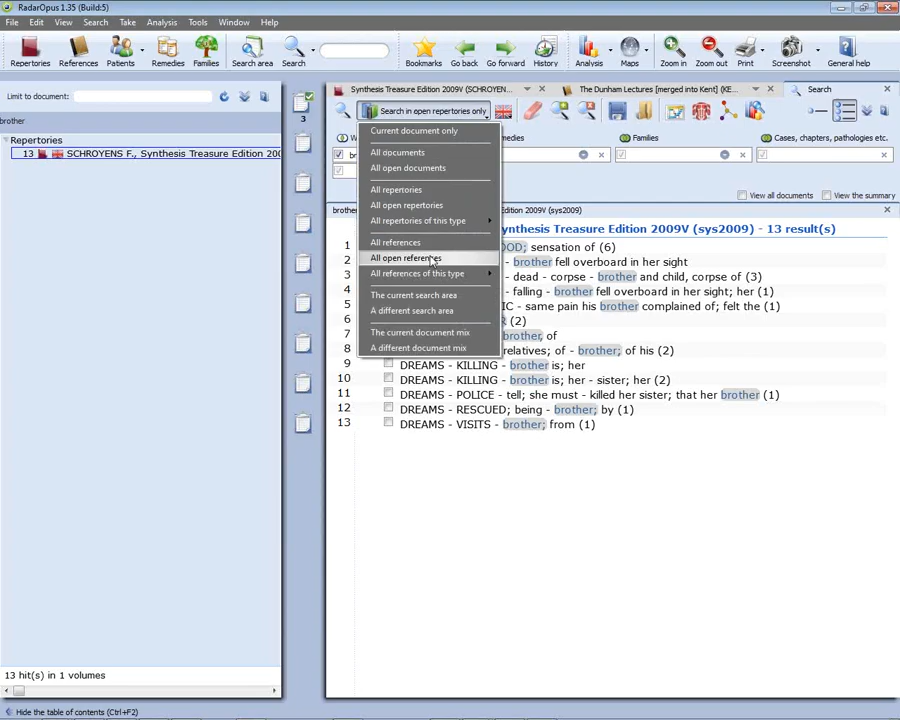 RadarOpus 1.35 (Build:5)
File Edit View Search Take Analysis Tools Window Help
Repertories References Patients Remedies Families Search area Search Bookmarks Go back Go forward History Analysis Maps Zoom in Zoom out Print Screenshot General help
Limit to document:
Synthesis Treasure Edition 2009V (SCHROYEN...
The Dunham Lectures [merged into Kent] (KE...
Search
3
Search in open repertories only
brother
Current document only
Families
Cases, chapters, pathologies etc.
Repertories
13 SCHROYENS F., Synthesis Treasure Edition 200
All documents
All open documents
All repertories
All open repertories
All repertories of this type
All references
All open references
All references of this type
The current search area
A different search area
The current document mix
A different document mix
View all documents View the summary
Edition 2009V (sys2009)
ynthesis Treasure Edition 2009V (sys2009) - 13 result(s)
1 OOD; sensation of (6)
2 - brother fell overboard in her sight
3 - dead - corpse - brother and child, corpse of (3)
4 - falling - brother fell overboard in her sight; her (1)
5 IC - same pain his brother complained of; felt the (1)
6 (2)
7 , of
8 relatives; of - brother; of his (2)
9 DREAMS - KILLING - brother is; her
10 DREAMS - KILLING - brother is; her - sister; her (2)
11 DREAMS - POLICE - tell; she must - killed her sister; that her brother (1)
12 DREAMS - RESCUED; being - brother; by (1)
13 DREAMS - VISITS - brother; from (1)
13 hit(s) in 1 volumes
Hide the table of contents (Ctrl+F2)